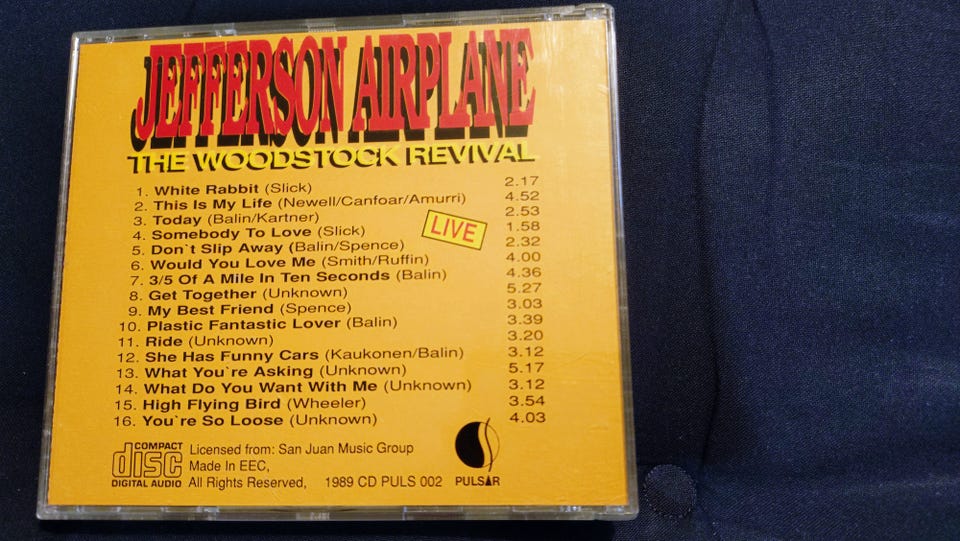 JEFFERSON AIRPLANE
THE WOODSTOCK REVIVAL
1. White Rabbit (Slick) 2.17
2. This Is My Life (Newell/Canfoar/Amurri) 4.52
3. Today (Balin/Kartner) 2.53
4. Somebody To Love (Slick) 1.58
LIVE
5. Don`t Slip Away (Balin/Spence) 2.32
6. Would You Love Me (Smith/Ruffin) 4.00
7. 3/5 Of A Mile In Ten Seconds (Balin) 4.36
8. Get Together (Unknown) 5.27
9. My Best Friend (Spence) 3.03
10. Plastic Fantastic Lover (Balin) 3.39
11. Ride (Unknown) 3.20
12. She Has Funny Cars (Kaukonen/Balin) 3.12
13. What You`re Asking (Unknown) 5.17
14. What Do You Want With Me (Unknown) 3.12
15. High Flying Bird (Wheeler) 3.54
16. You`re So Loose (Unknown) 4.03
COMPACT
disc
DIGITAL AUDIO
Licensed from: San Juan Music Group
Made In EEC,
All Rights Reserved, 1989 CD PULS 002
PULSAR